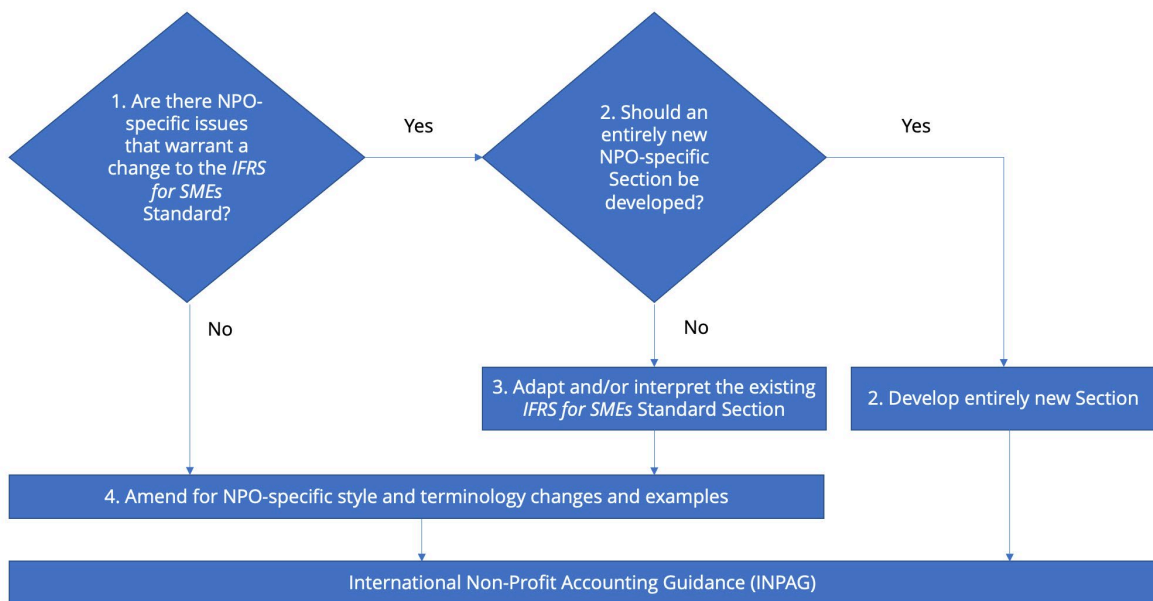 1. Are there NPO-
specific issues
that warrant a
change to the IFRS
for SMEs
Standard?
Yes
2. Should an
entirely new
NPO-specific
Section be
developed?
Yes
No
No
3. Adapt and/or interpret the existing
IFRS for SMEs Standard Section
2. Develop entirely new Section
4. Amend for NPO-specific style and terminology changes and examples
International Non-Profit Accounting Guidance (INPAG)